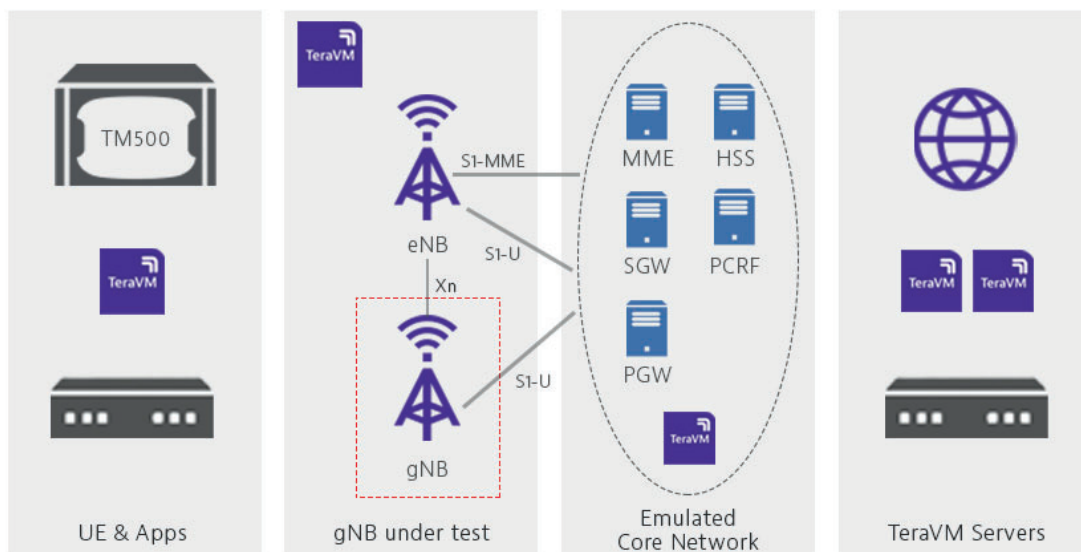 TM500
TeraVM
UE & Apps
TeraVM
S1-MME
eNB
S1-U
Xn
S1-U
gNB
gNB under test
MME
HSS
SGW
PCRF
PGW
TeraVM
Emulated
Core Network
TeraVM
TeraVM
TeraVM Servers